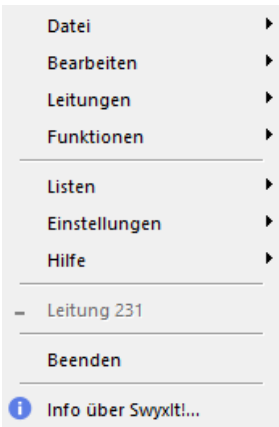 Datei
Bearbeiten
Leitungen
Funktionen
Listen
Einstellungen
Hilfe
Leitung 231
Beenden
Info über SwyxIt!...